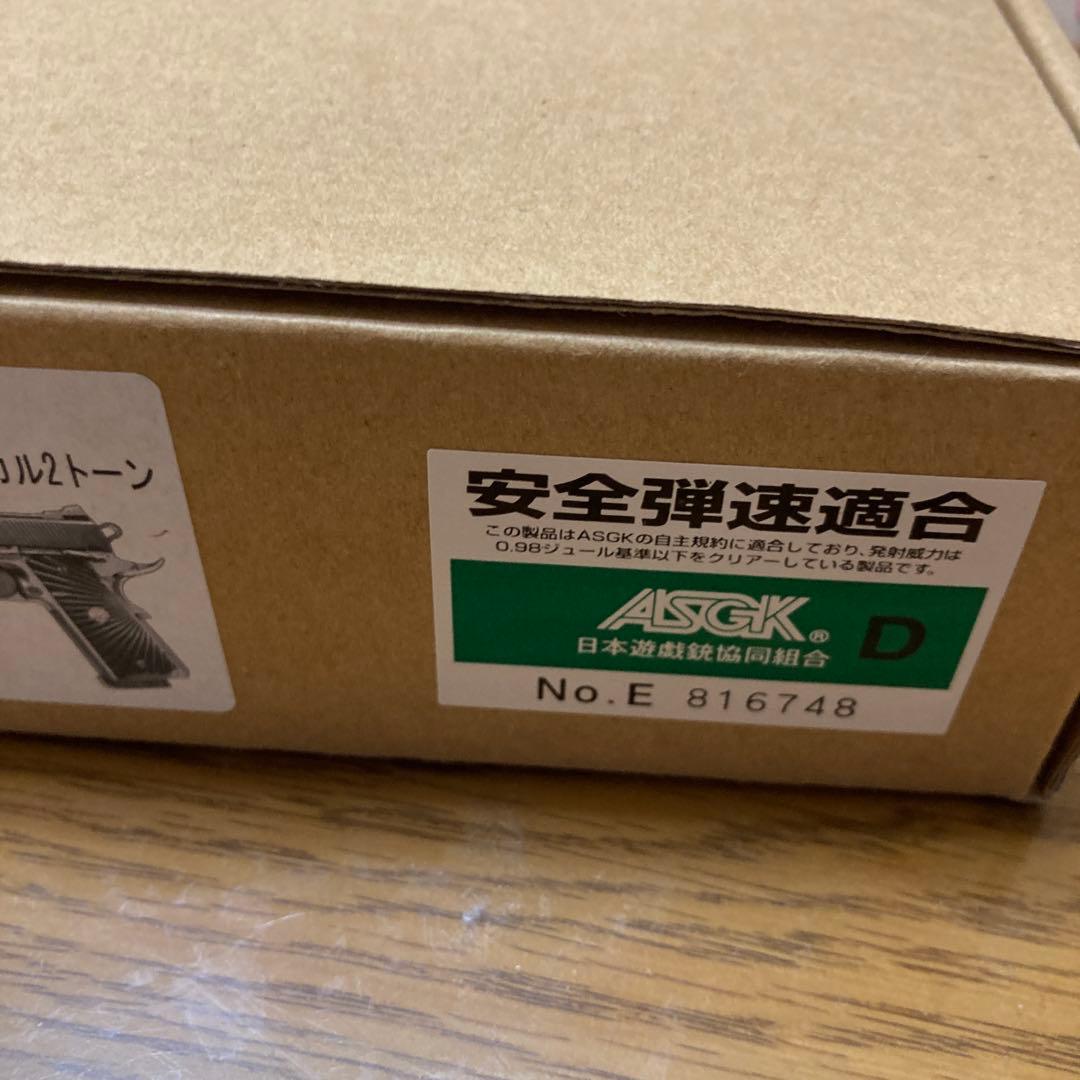 カル2トーン
安全弾速適合
この製品はASGKの自主規約に適合しており、発射威力は
0.98ジュール基準以下をクリアーしている製品です。
ASGK® D
日本遊戯銃協同組合
No.E 816748